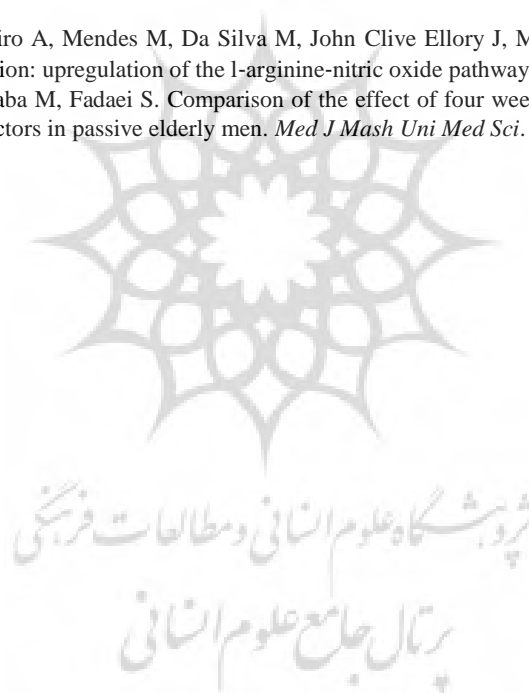 iro A, Mendes M, Da Silva M, John Clive Ellory J, M
ion: upregulation of the l-arginine-nitric oxide pathway
aba M, Fadaei S. Comparison of the effect of four wee
ctors in passive elderly men. Med J Mash Uni Med Sci.
پژوهشگاه علوم انسانی و مطالعات فرهنگی
پرتال جامع علوم انسانی